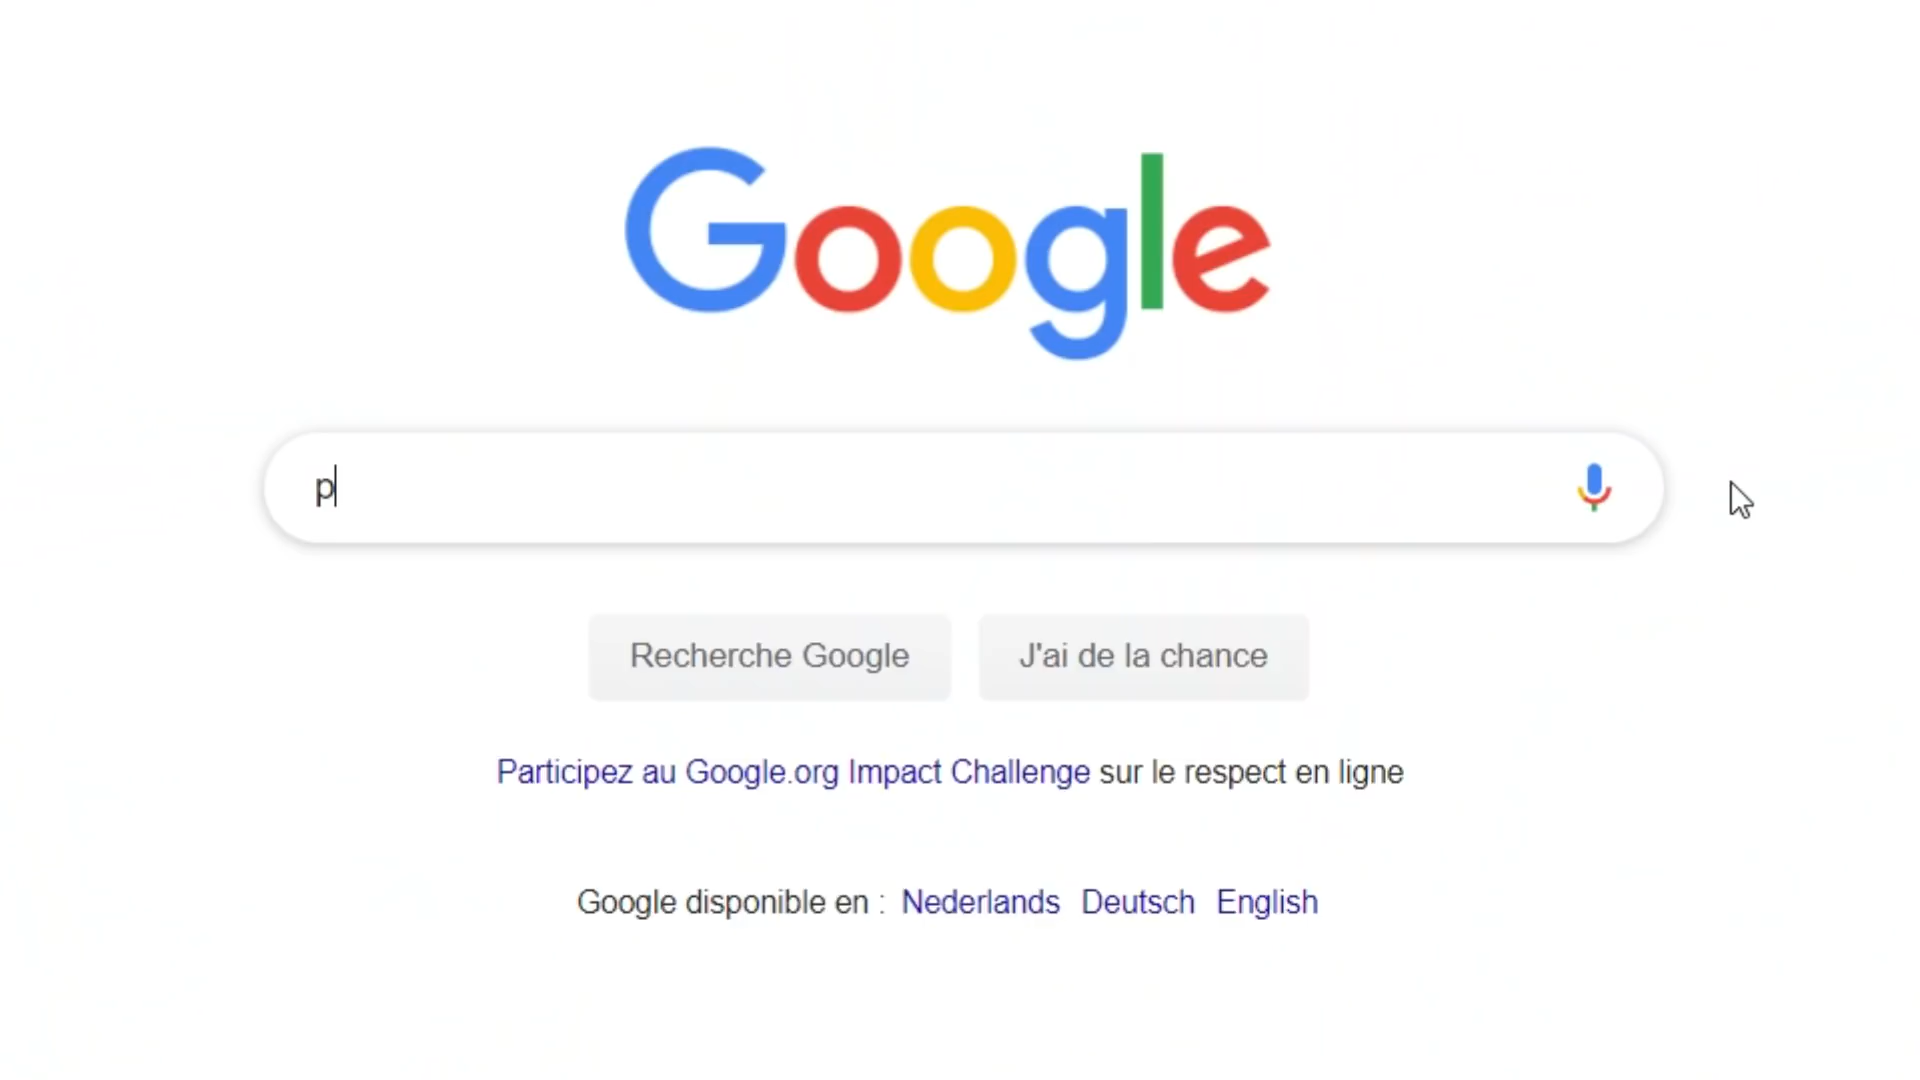 Google
p
Recherche Google J'ai de la chance
Participez au Google.org Impact Challenge sur le respect en ligne
Google disponible en : Nederlands Deutsch English